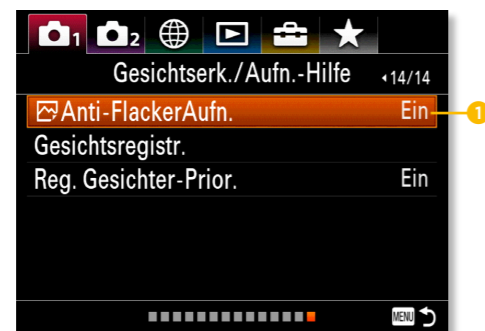 1 2
Gesichtserk./Aufn.-Hilfe 14/14
Anti-FlackerAufn. Ein 1
Gesichtsregistr.
Reg. Gesichter-Prior. Ein
MENU